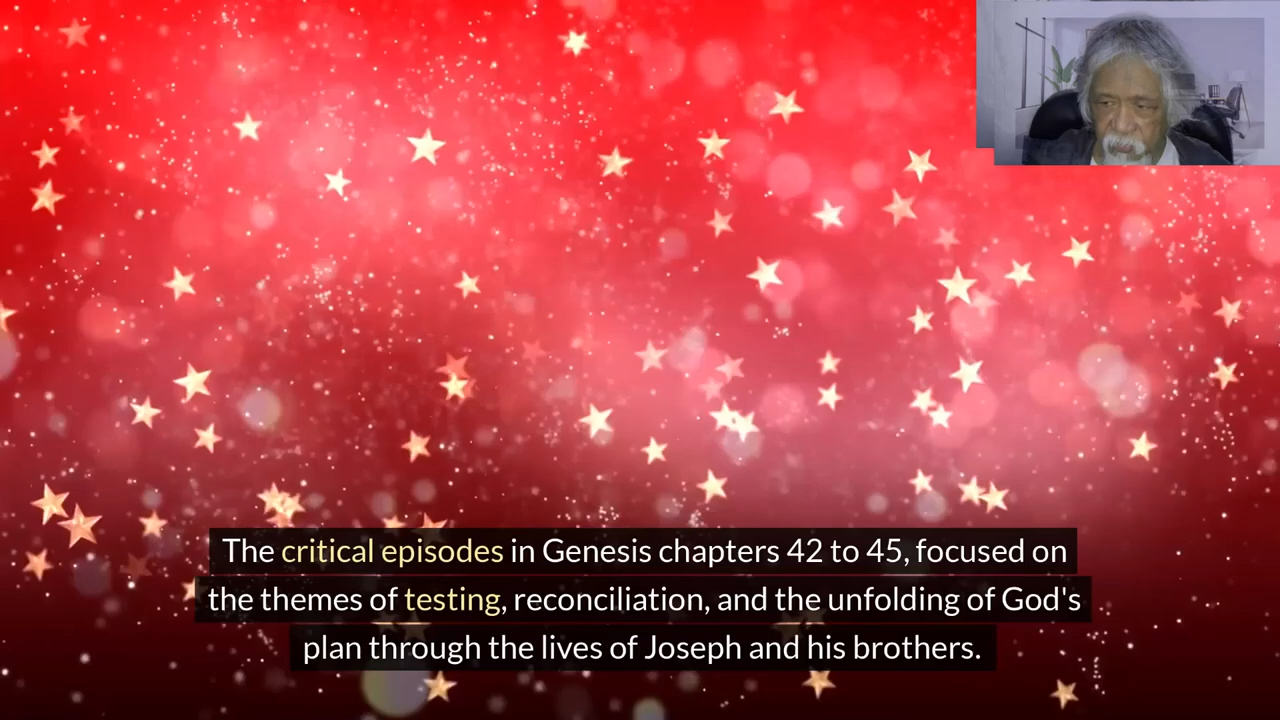 The critical episodes in Genesis chapters 42 to 45, focused on
the themes of testing, reconciliation, and the unfolding of God's
plan through the lives of Joseph and his brothers.